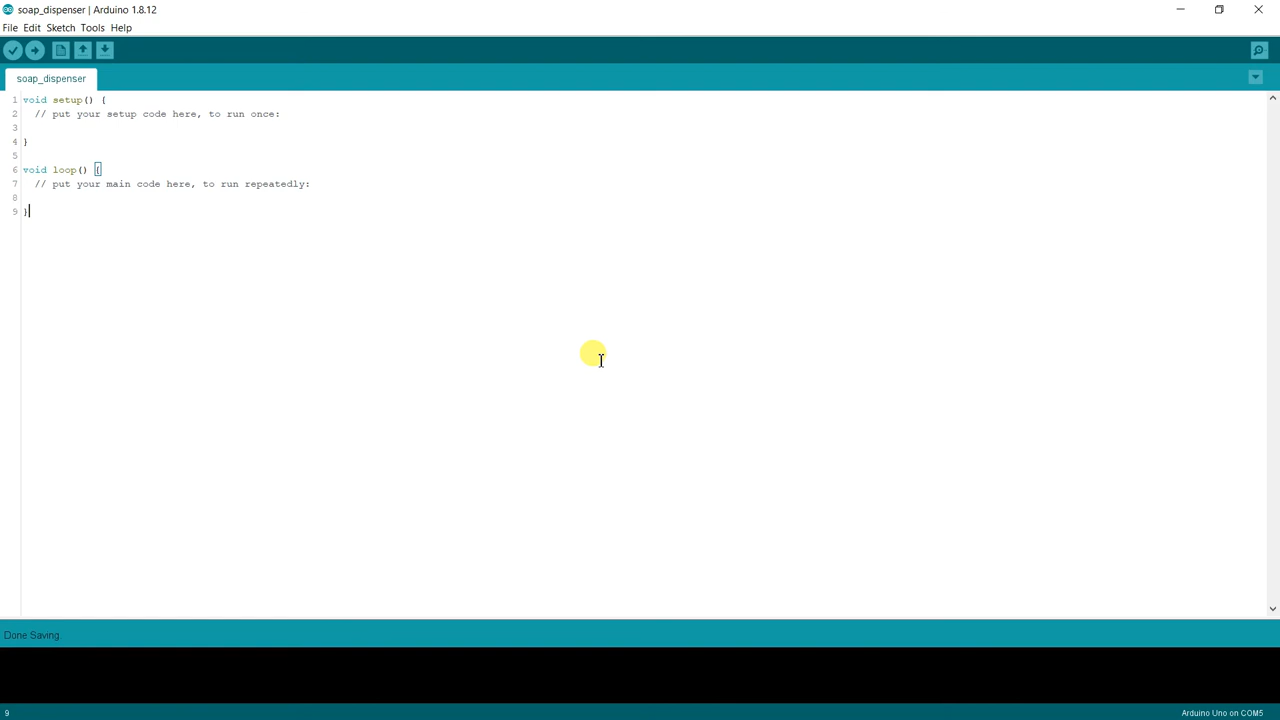 soap_dispenser | Arduino 1.8.12
File Edit Sketch Tools Help
soap_dispenser
1 void setup() {
2 // put your setup code here, to run once:
3
4 }
5
6 void loop() {
7 // put your main code here, to run repeatedly:
8
9 }
Done Saving.
9 Arduino Uno on COM5